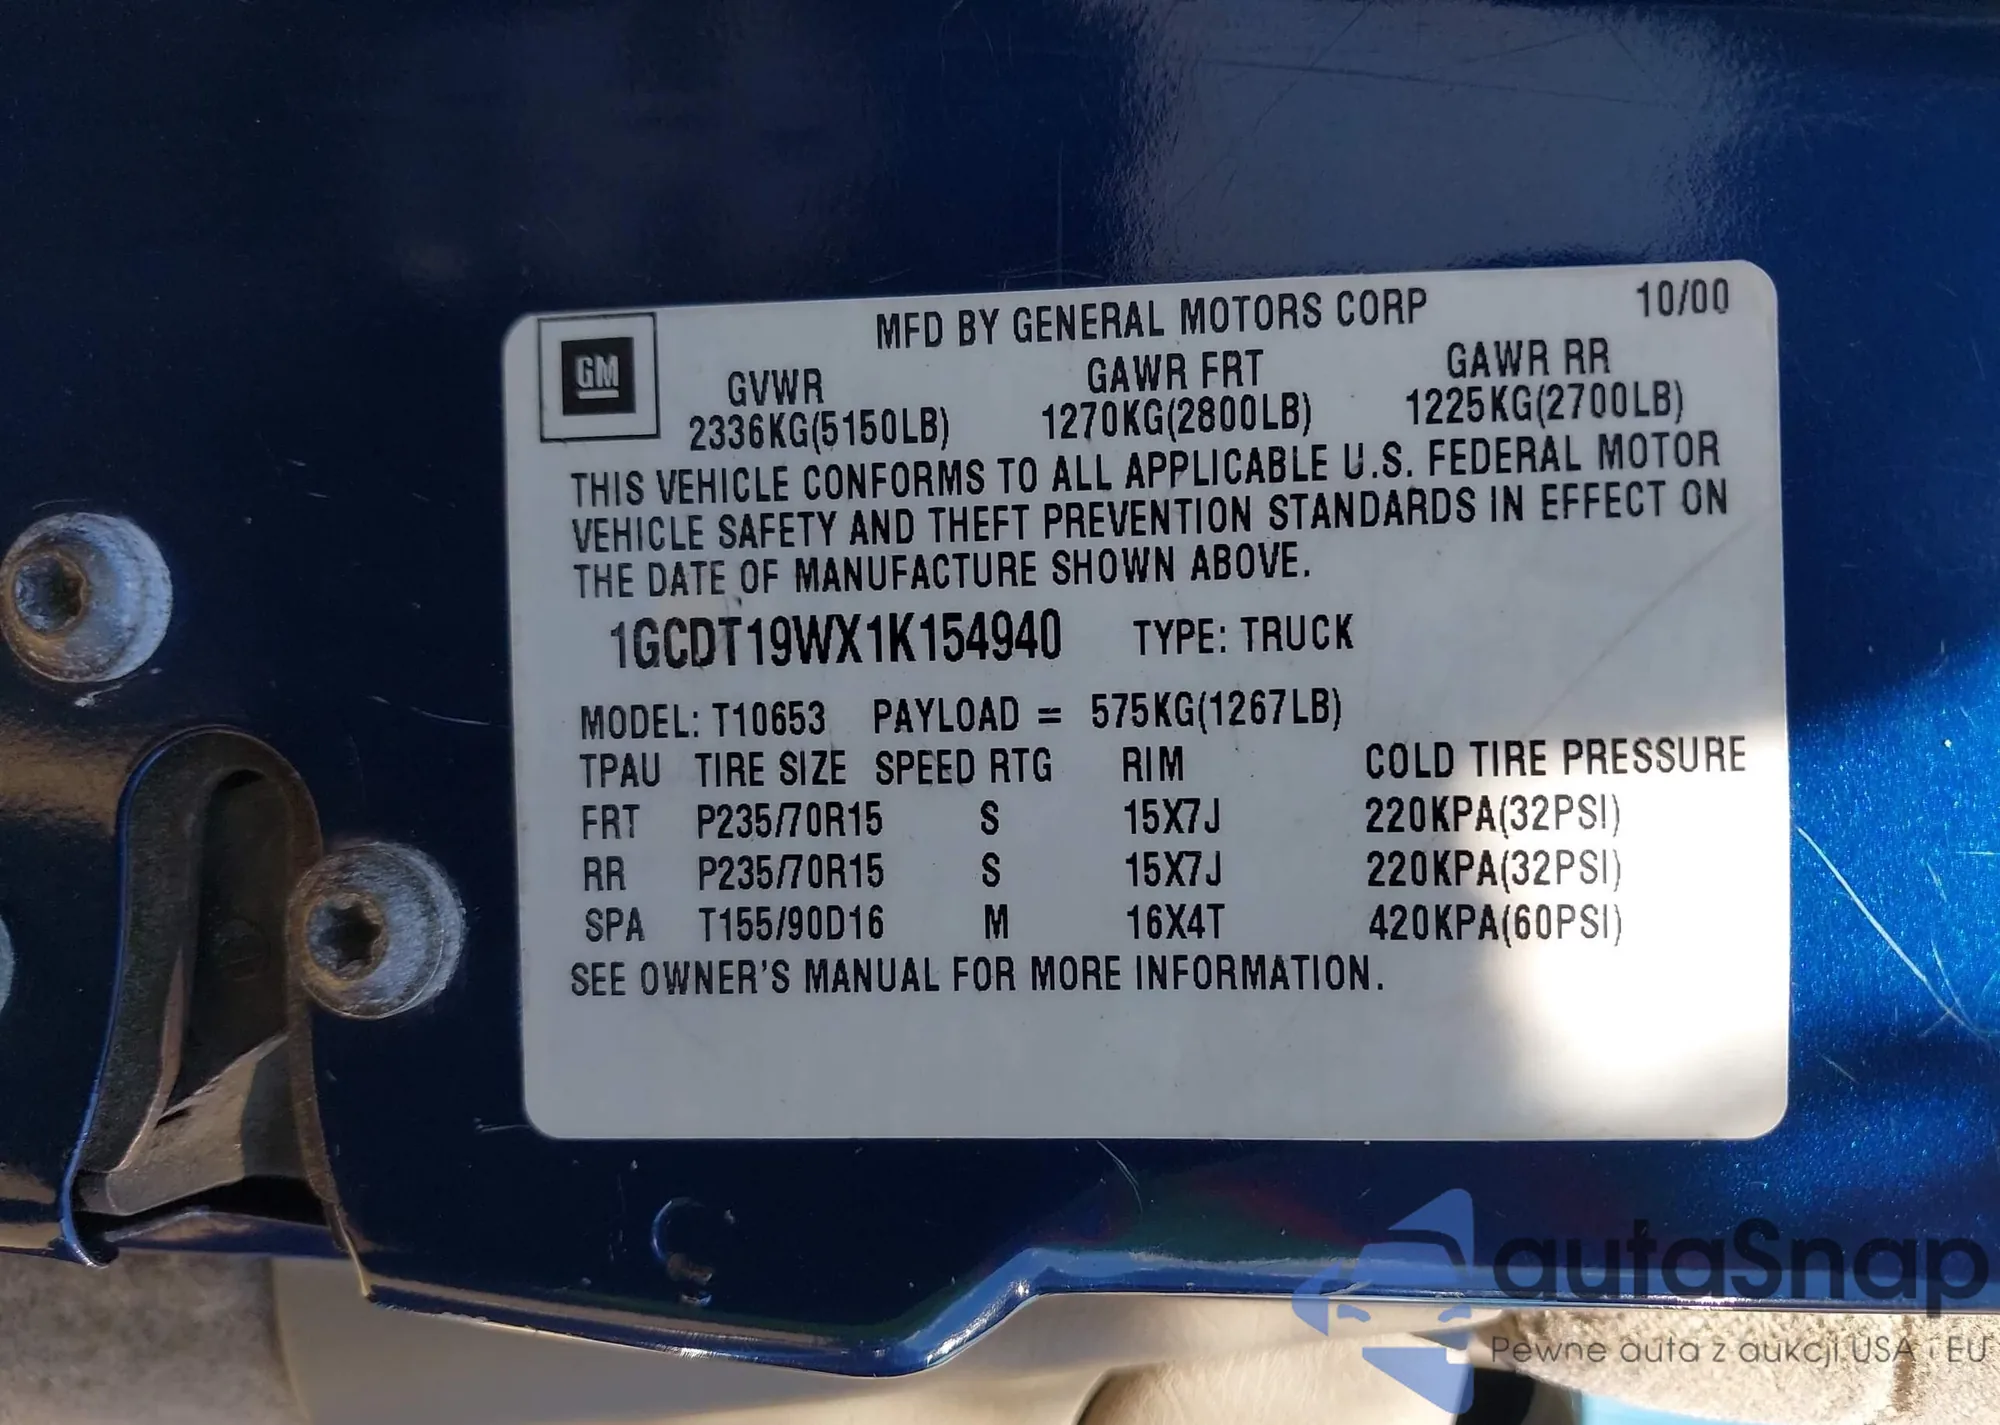 MFD BY GENERAL MOTORS CORP 10/00
GM
GVWR GAWR FRT GAWR RR
2336KG(5150LB) 1270KG(2800LB) 1225KG(2700LB)
THIS VEHICLE CONFORMS TO ALL APPLICABLE U.S. FEDERAL MOTOR
VEHICLE SAFETY AND THEFT PREVENTION STANDARDS IN EFFECT ON
THE DATE OF MANUFACTURE SHOWN ABOVE.
1GCDT19WX1K154940 TYPE: TRUCK
MODEL: T10653 PAYLOAD = 575KG(1267LB)
TPAU TIRE SIZE SPEED RTG RIM COLD TIRE PRESSURE
FRT P235/70R15 S 15X7J 220KPA(32PSI)
RR P235/70R15 S 15X7J 220KPA(32PSI)
SPA T155/90D16 M 16X4T 420KPA(60PSI)
SEE OWNER'S MANUAL FOR MORE INFORMATION.
autaSnap
Pewne auta z aukcji USA i EU